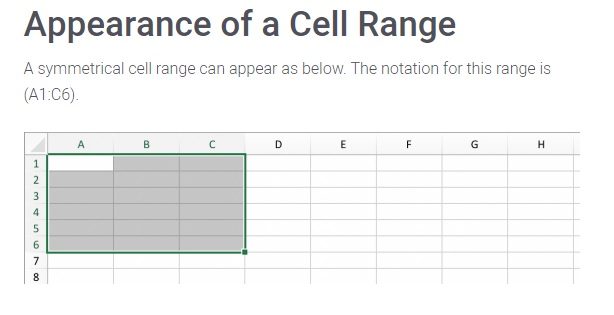 Appearance of a Cell Range
A symmetrical cell range can appear as below. The notation for this range is
(A1:C6).
A B C D E F G H
1
2
3
4
5
6
7
8